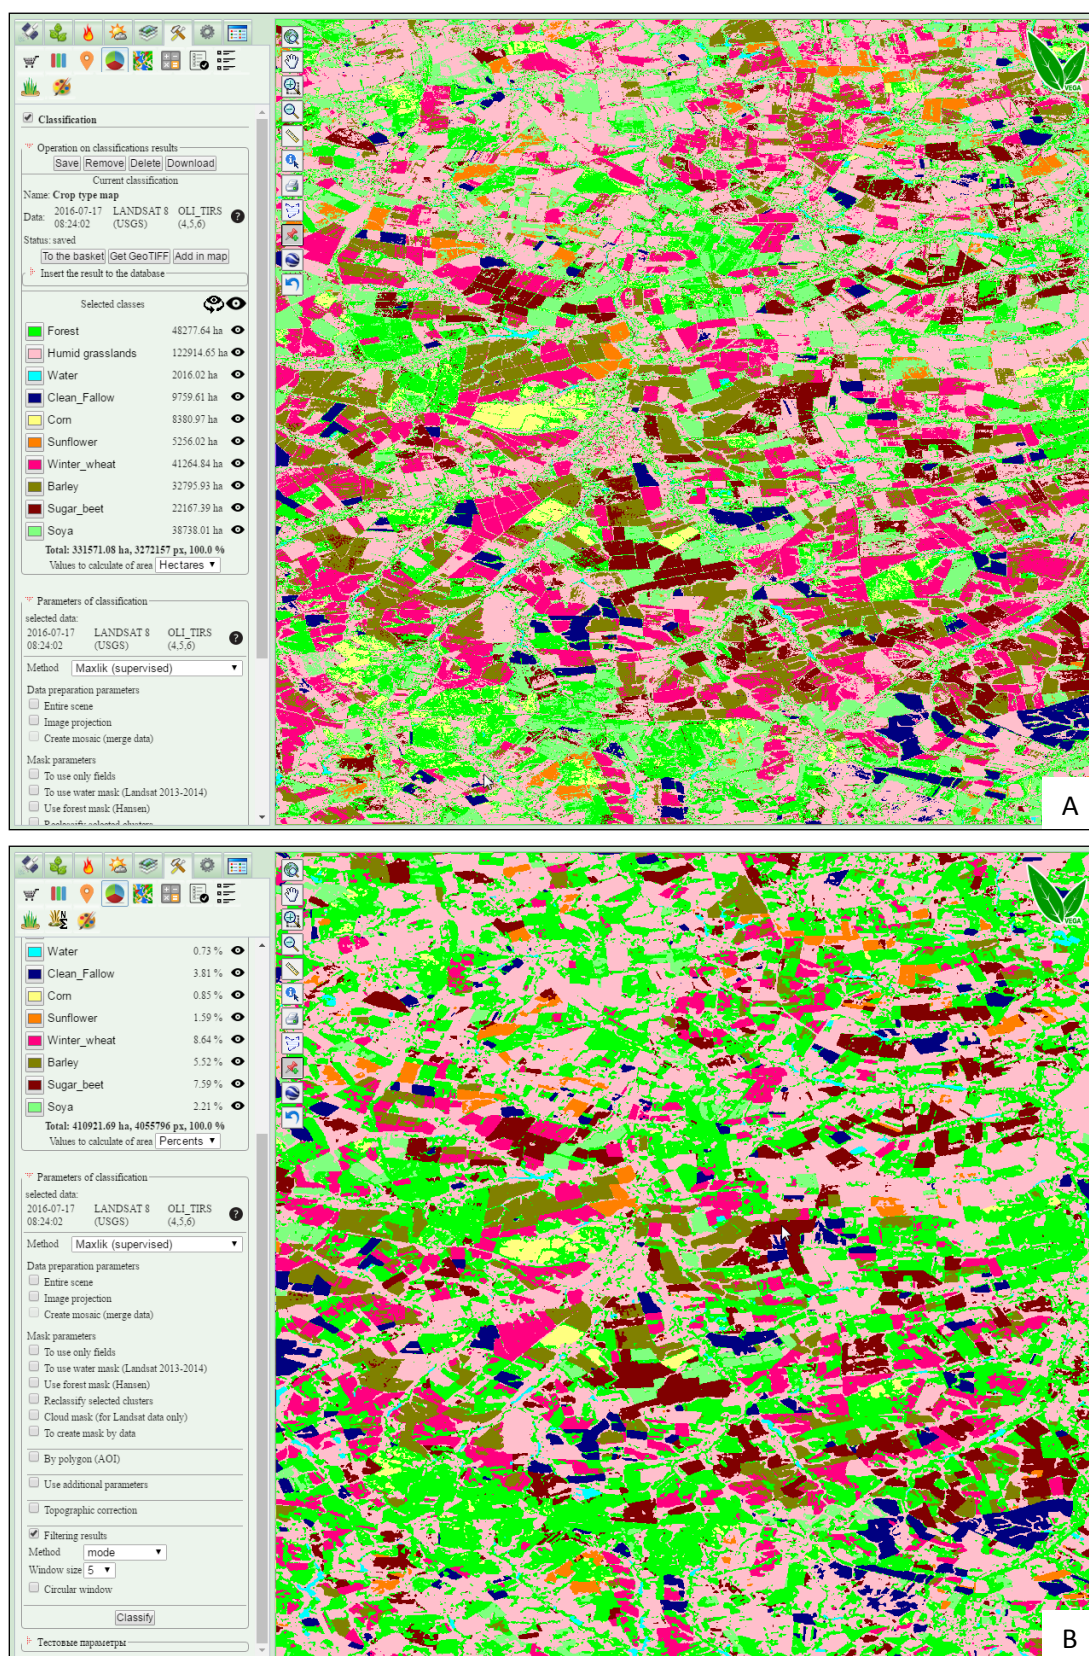 VEGA
Classification
Operation on classifications results
Save Remove Delete Download
Current classification
Name: Crop type map
Data: 2016-07-17 08:24:02 LANDSAT 8 (USGS) OLI_TIRS (4,5,6) ?
Status: saved
To the basket Get GeoTIFF Add in map
Insert the result to the database
Selected classes
Forest 48277.64 ha
Humid grasslands 122914.65 ha
Water 2016.02 ha
Clean_Fallow 9759.61 ha
Corn 8380.97 ha
Sunflower 5256.02 ha
Winter_wheat 41264.84 ha
Barley 32795.93 ha
Sugar_beet 22167.39 ha
Soya 38738.01 ha
Total: 331571.08 ha, 3272157 px, 100.0 %
Values to calculate of area Hectares
Parameters of classification
selected data:
2016-07-17 08:24:02 LANDSAT 8 (USGS) OLI_TIRS (4,5,6) ?
Method Maxlik (supervised)
Data preparation parameters
Entire scene
Image projection
Create mosaic (merge data)
Mask parameters
To use only fields
To use water mask (Landsat 2013-2014)
Use forest mask (Hansen)
Reclassify selected clusters
A
VEGA
Water 0.73 %
Clean_Fallow 3.81 %
Corn 0.85 %
Sunflower 1.59 %
Winter_wheat 8.64 %
Barley 5.52 %
Sugar_beet 7.59 %
Soya 2.21 %
Total: 410921.69 ha, 4055796 px, 100.0 %
Values to calculate of area Percents
Parameters of classification
selected data:
2016-07-17 08:24:02 LANDSAT 8 (USGS) OLI_TIRS (4,5,6) ?
Method Maxlik (supervised)
Data preparation parameters
Entire scene
Image projection
Create mosaic (merge data)
Mask parameters
To use only fields
To use water mask (Landsat 2013-2014)
Use forest mask (Hansen)
Reclassify selected clusters
Cloud mask (for Landsat data only)
To create mask by data
By polygon (AOI)
Use additional parameters
Topographic correction
Filtering results
Method mode
Window size 5
Circular window
Classify
Тестовые параметры
B